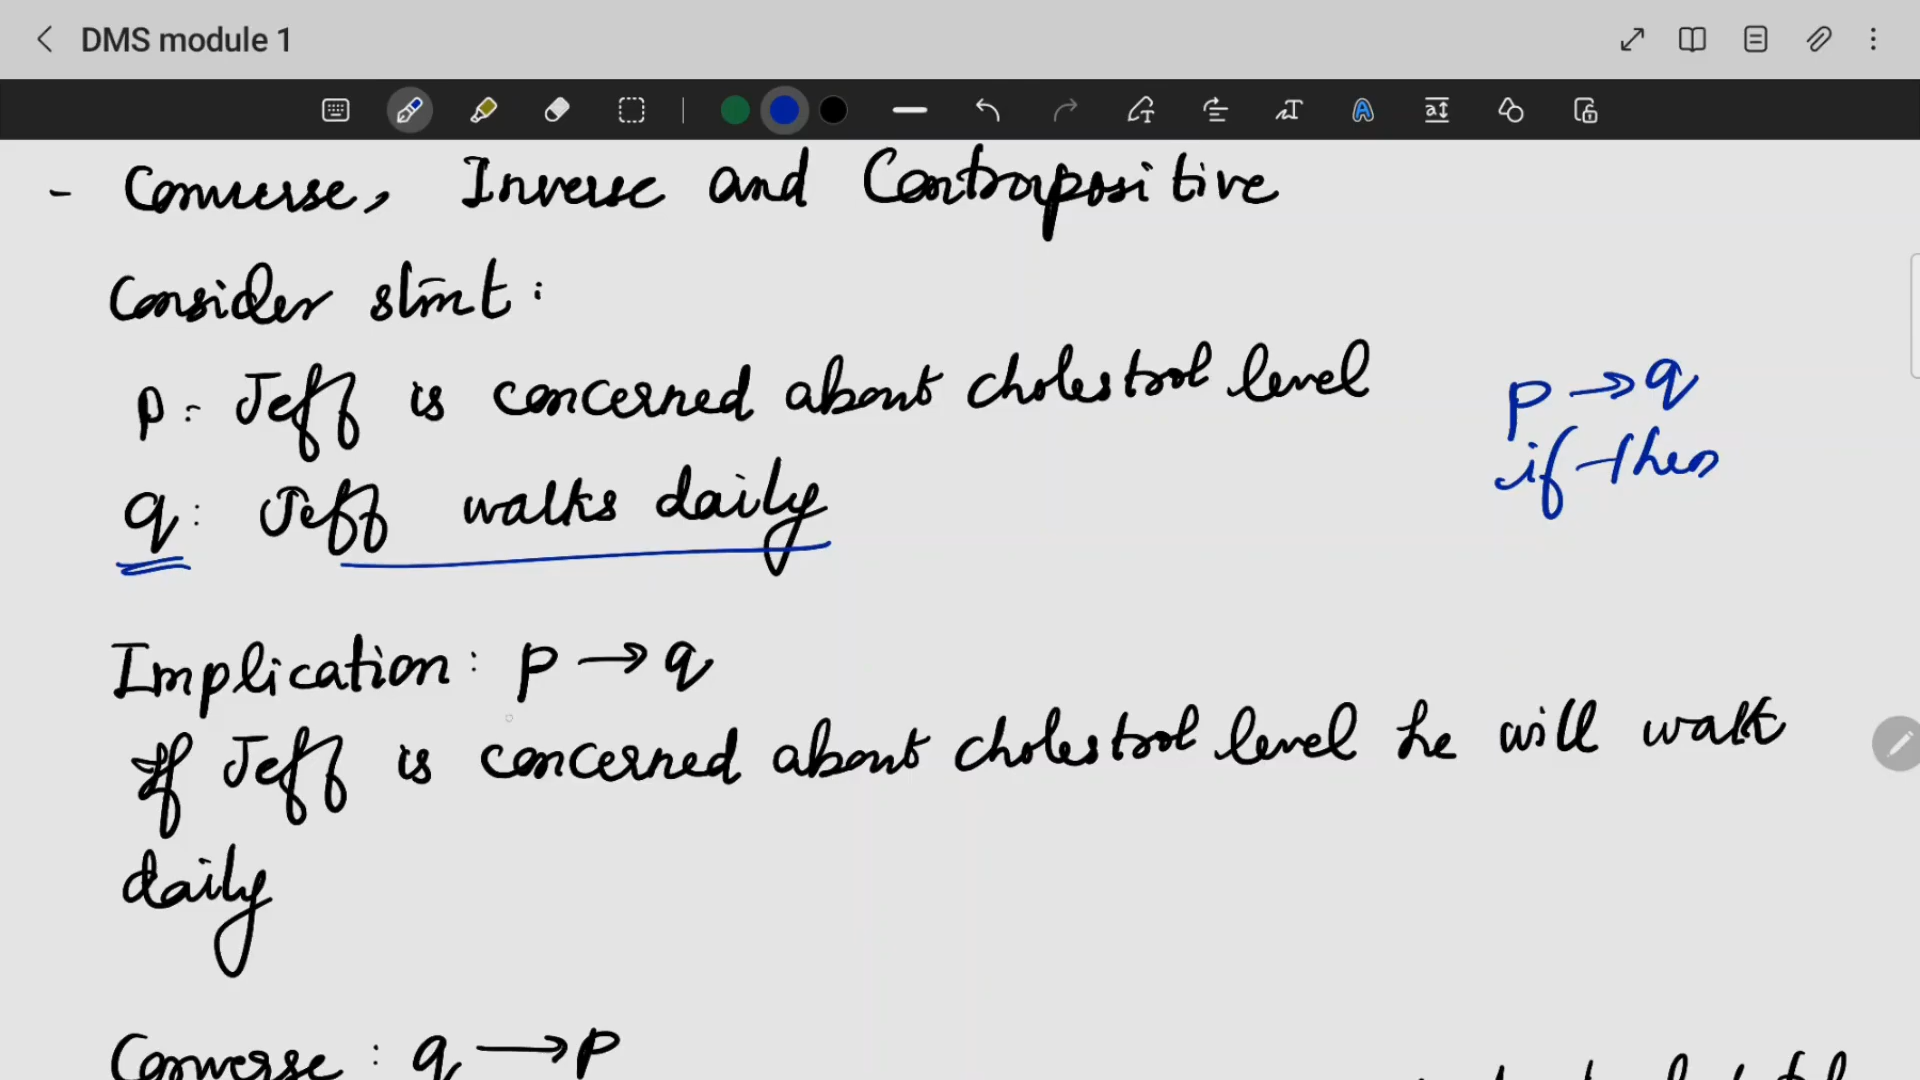 DMS module 1
- Converse, Inverse and Contrapositive
Consider stmt:
p: Jeff is concerned about cholestrol level
p → q
if-then
q: Jeff walks daily
Implication: p → q
If Jeff is concerned about cholestrol level he will walk
daily
Converse: q → p